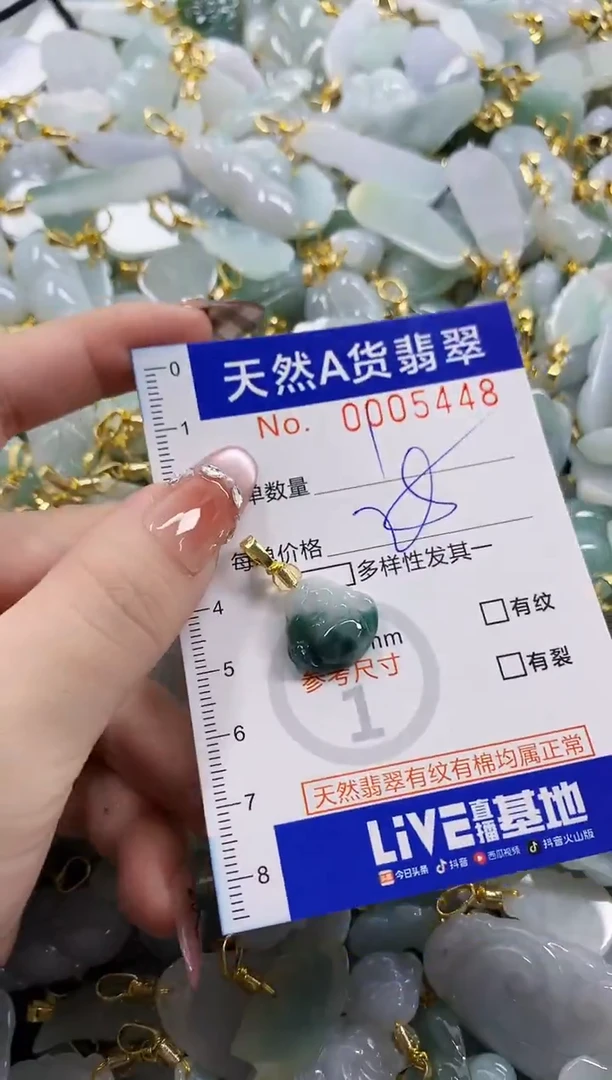 天然A货翡翠
No. 0005448
单数量
每单价格
多样性发其一
有纹
mm
有裂
参考尺寸
1
天然翡翠有纹有棉均属正常
LiVE直播基地
今日头条 抖音 西瓜视频 抖音火山版
0
1
4
5
6
7
8